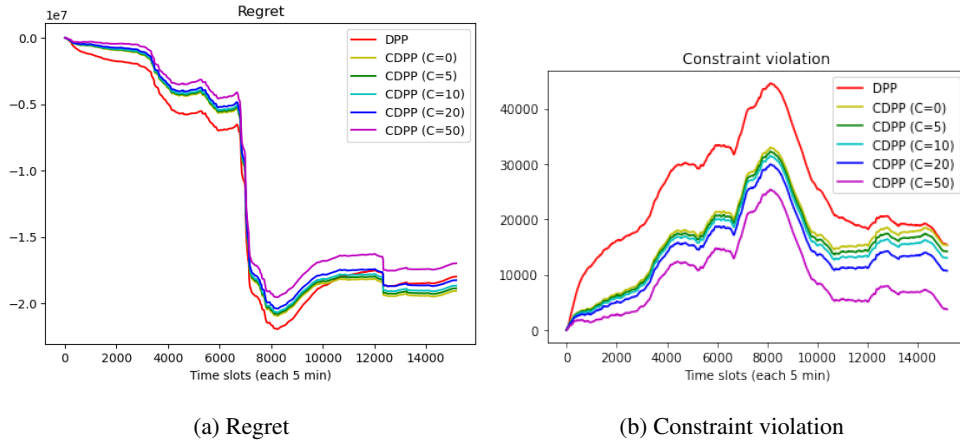 Regret
1e7
0.0
−0.5
−1.0
−1.5
−2.0
0
2000
4000
6000
8000
10000
12000
14000
Time slots (each 5 min)
DPP
CDPP (C=0)
CDPP (C=5)
CDPP (C=10)
CDPP (C=20)
CDPP (C=50)
(a) Regret
Constraint violation
40000
30000
20000
10000
0
0
2000
4000
6000
8000
10000
12000
14000
Time slots (each 5 min)
DPP
CDPP (C=0)
CDPP (C=5)
CDPP (C=10)
CDPP (C=20)
CDPP (C=50)
(b) Constraint violation